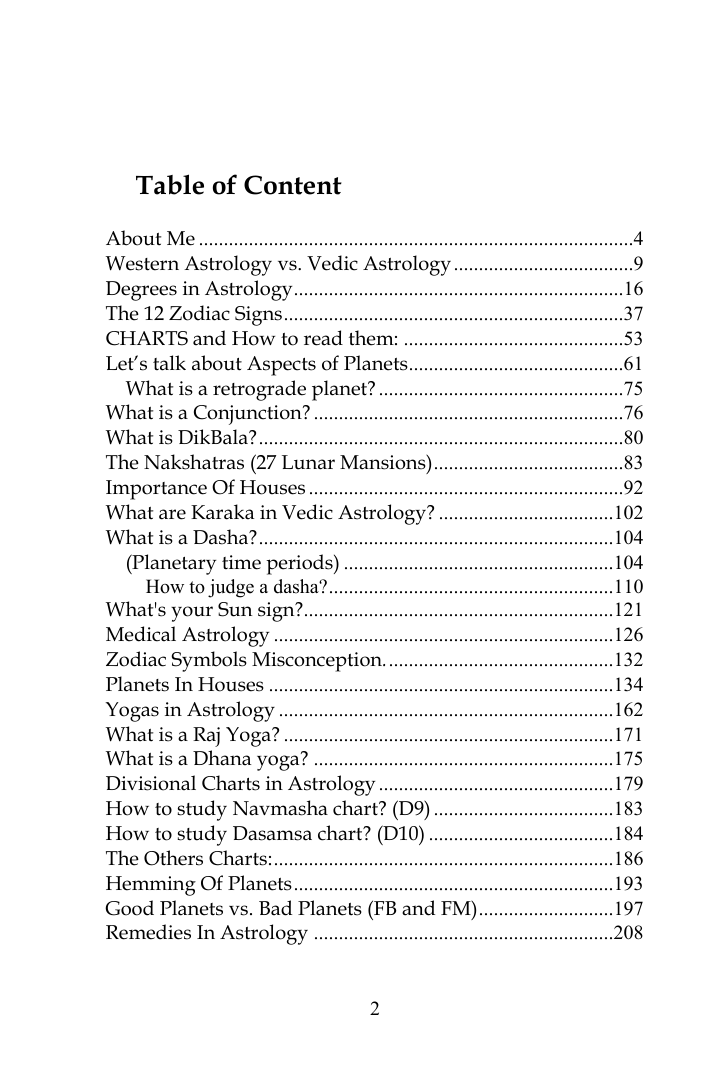 Table of Content
About Me .......................................................................................4
Western Astrology vs. Vedic Astrology ....................................9
Degrees in Astrology..................................................................16
The 12 Zodiac Signs....................................................................37
CHARTS and How to read them: ............................................53
Let’s talk about Aspects of Planets...........................................61
What is a retrograde planet? .................................................75
What is a Conjunction? ..............................................................76
What is DikBala?.........................................................................80
The Nakshatras (27 Lunar Mansions)......................................83
Importance Of Houses ...............................................................92
What are Karaka in Vedic Astrology? ...................................102
What is a Dasha?.......................................................................104
(Planetary time periods) ......................................................104
How to judge a dasha?.........................................................110
What's your Sun sign?..............................................................121
Medical Astrology ....................................................................126
Zodiac Symbols Misconception. .............................................132
Planets In Houses .....................................................................134
Yogas in Astrology ...................................................................162
What is a Raj Yoga? ..................................................................171
What is a Dhana yoga? ............................................................175
Divisional Charts in Astrology ...............................................179
How to study Navmasha chart? (D9) ....................................183
How to study Dasamsa chart? (D10) .....................................184
The Others Charts:....................................................................186
Hemming Of Planets................................................................193
Good Planets vs. Bad Planets (FB and FM)...........................197
Remedies In Astrology ............................................................208
2